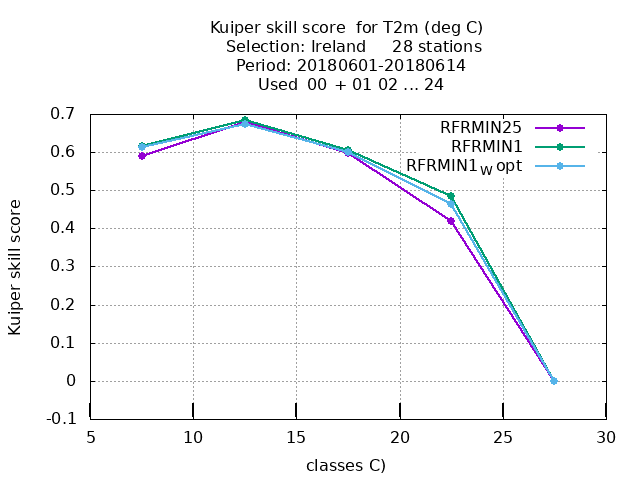 Kuiper skill score for T2m (deg C)
Selection: Ireland 28 stations
Period: 20180601-20180614
Used 00 + 01 02 ... 24
RFRMIN25
RFRMIN1
RFRMIN1W opt
Kuiper skill score
0.7
0.6
0.5
0.4
0.3
0.2
0.1
0
-0.1
5 10 15 20 25 30
classes C)